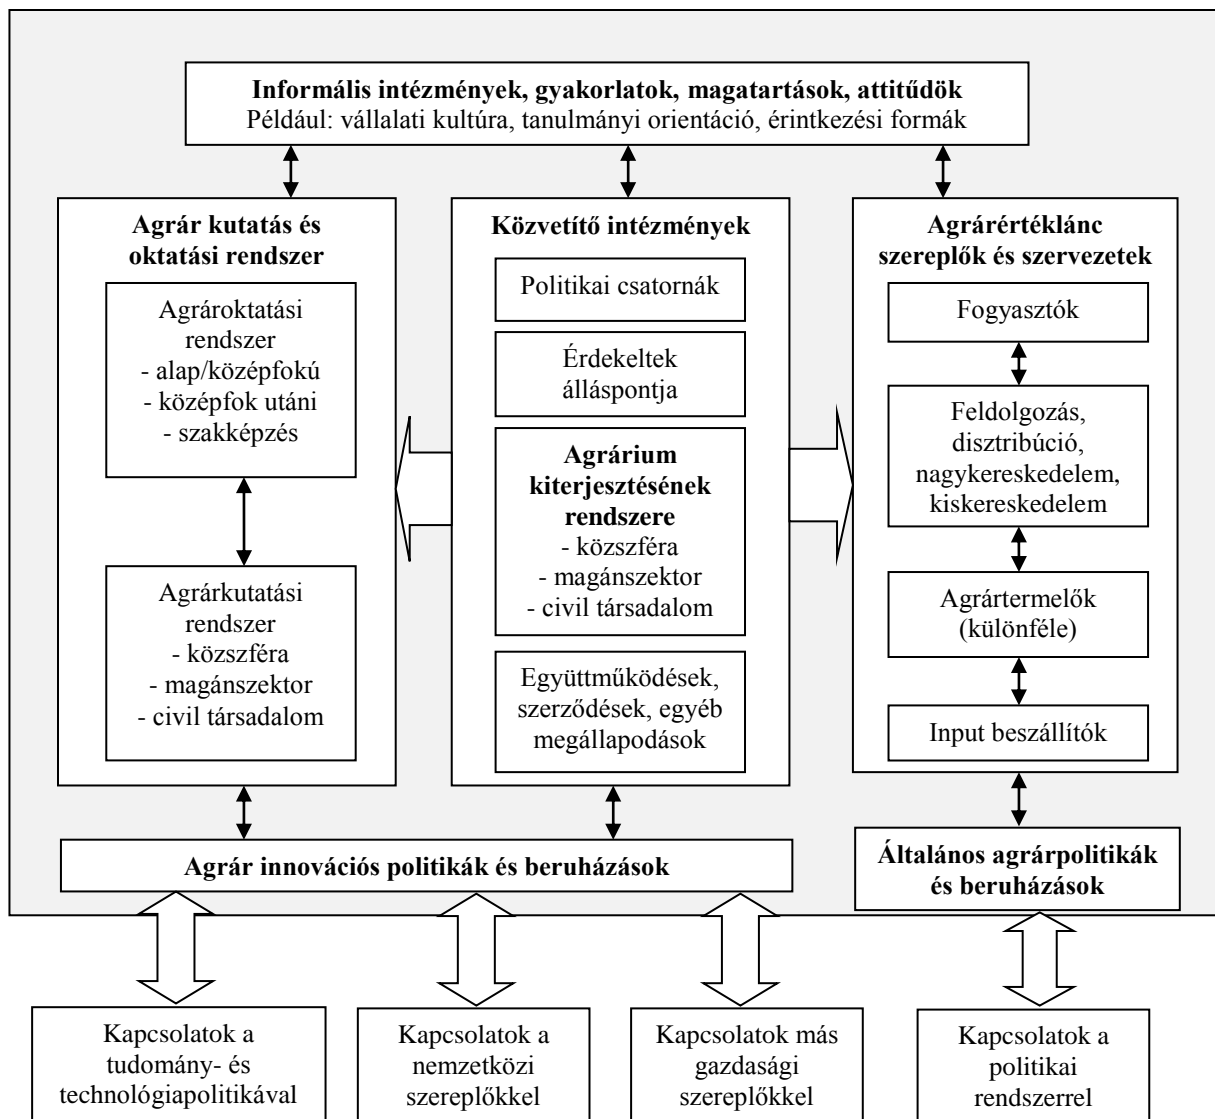 Informális intézmények, gyakorlatok, magatartások, attitűdök
Például: vállalati kultúra, tanulmányi orientáció, érintkezési formák
Agrár kutatás és
oktatási rendszer
Agrároktatási
rendszer
- alap/középfokú
- középfok utáni
- szakképzés
Agrárkutatási
rendszer
- közszféra
- magánszektor
- civil társadalom
Közvetítő intézmények
Politikai csatornák
Érdekeltek
álláspontja
Agrárium
kiterjesztésének
rendszere
- közszféra
- magánszektor
- civil társadalom
Együttműködések,
szerződések, egyéb
megállapodások
Agrárértéklánc
szereplők és szervezetek
Fogyasztók
Feldolgozás,
disztribúció,
nagykereskedelem,
kiskereskedelem
Agrártermelők
(különféle)
Input beszállítók
Agrár innovációs politikák és beruházások
Általános agrárpolitikák
és beruházások
Kapcsolatok a
tudomány- és
technológiapolitikával
Kapcsolatok a
nemzetközi
szereplőkkel
Kapcsolatok más
gazdasági
szereplőkkel
Kapcsolatok a
politikai
rendszerrel